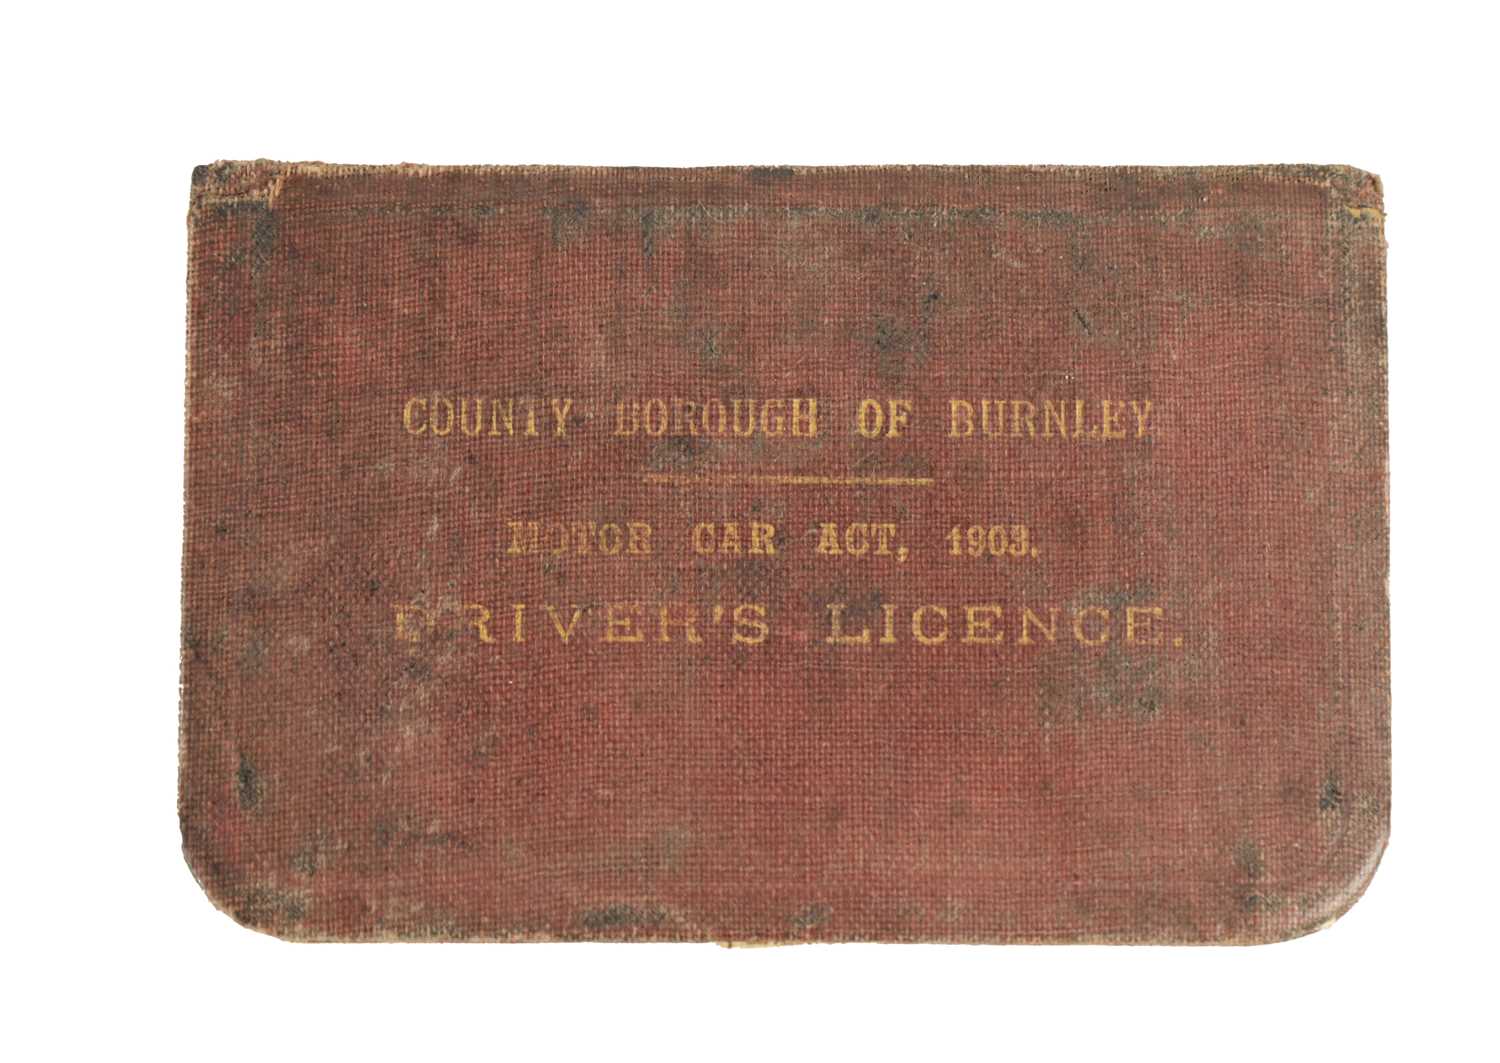 COUNTY BOROUGH OF BURNLEY
MOTOR CAR ACT, 1903.
DRIVER'S LICENCE.